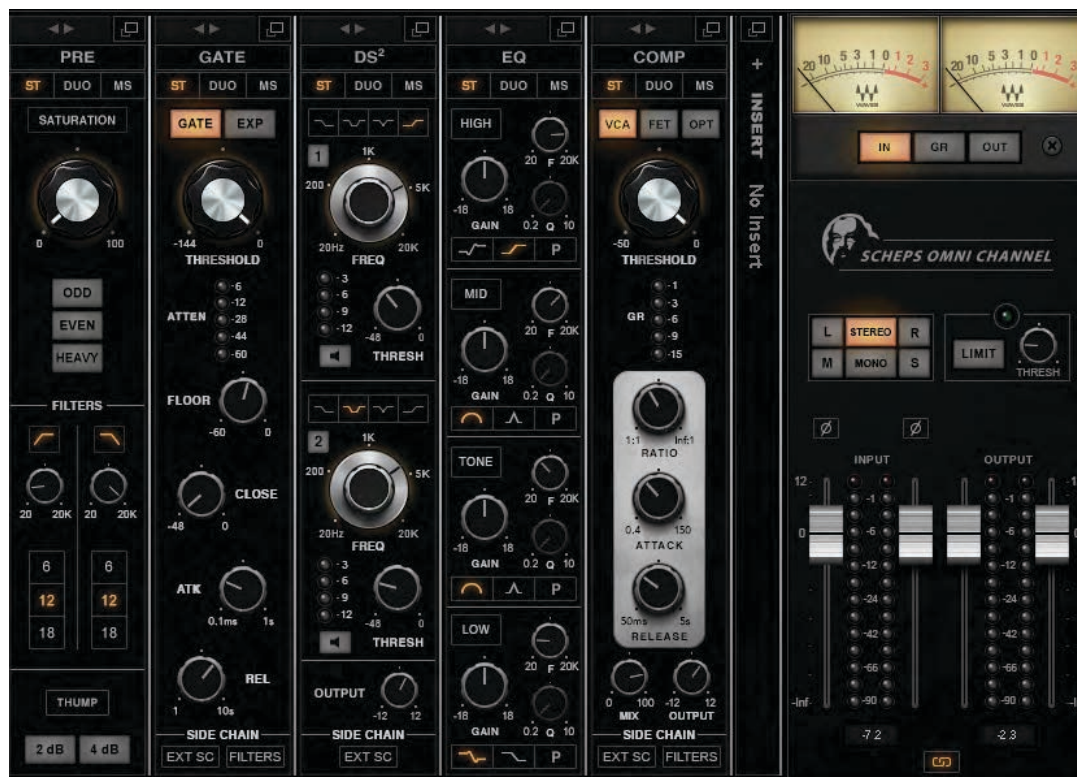 PRE
ST DUO MS
SATURATION
0 100
ODD
EVEN
HEAVY
FILTERS
20 20K 20 20K
6 6
12 12
18 18
THUMP
2 dB 4 dB
GATE
ST DUO MS
GATE EXP
-144 0
THRESHOLD
ATTEN
-6
-12
-28
-44
-60
FLOOR
-60 0
CLOSE
-48 0
ATK
0.1ms 1s
REL
1 10s
SIDE CHAIN
EXT SC FILTERS
DS²
ST DUO MS
1
1K
200 5K
20Hz 20K
FREQ
-3
-6
-9
-12
-48 0
THRESH
2
1K
200 5K
20Hz 20K
FREQ
-3
-6
-9
-12
-48 0
THRESH
OUTPUT
-12 12
SIDE CHAIN
EXT SC
EQ
ST DUO MS
HIGH
20 F 20K
-18 18
GAIN
0.2 Q 10
P
MID
20 F 20K
-18 18
GAIN
0.2 Q 10
P
TONE
20 F 20K
-18 18
GAIN
0.2 Q 10
P
LOW
20 F 20K
-18 18
GAIN
0.2 Q 10
P
COMP
ST DUO MS
VCA FET OPT
-50 0
THRESHOLD
GR
-1
-3
-6
-9
-15
1:1 Inf:1
RATIO
0.4 150
ATTACK
50ms 5s
RELEASE
0 100
MIX
-12 12
OUTPUT
SIDE CHAIN
EXT SC FILTERS
+ INSERT No Insert
20 10 5 3 1 0 1 2 3
20 10 5 3 1 0 1 2 3
IN GR OUT
SCHEPS OMNI CHANNEL
L STEREO R
M MONO S
LIMIT
THRESH
Ø Ø
INPUT OUTPUT
12
0
-Inf
-1 -1
-6 -6
-12 -12
-24 -24
-42 -42
-66 -66
-90 -90
-7.2 -2.3